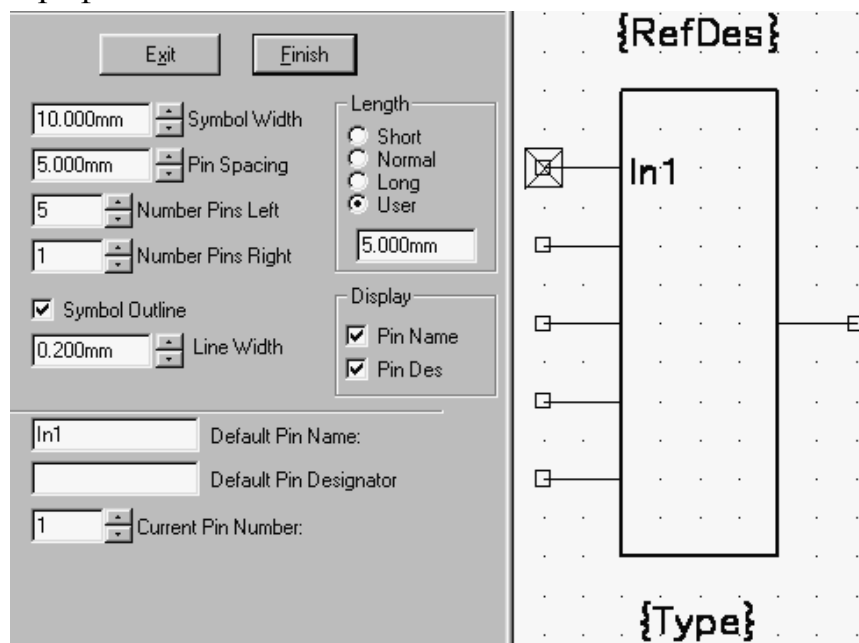 Exit
Finish
10.000mm Symbol Width
5.000mm Pin Spacing
5 Number Pins Left
1 Number Pins Right
Symbol Outline
0.200mm Line Width
Length
Short
Normal
Long
User
5.000mm
Display
Pin Name
Pin Des
In1 Default Pin Name:
Default Pin Designator
1 Current Pin Number:
{RefDes}
In1
{Type}